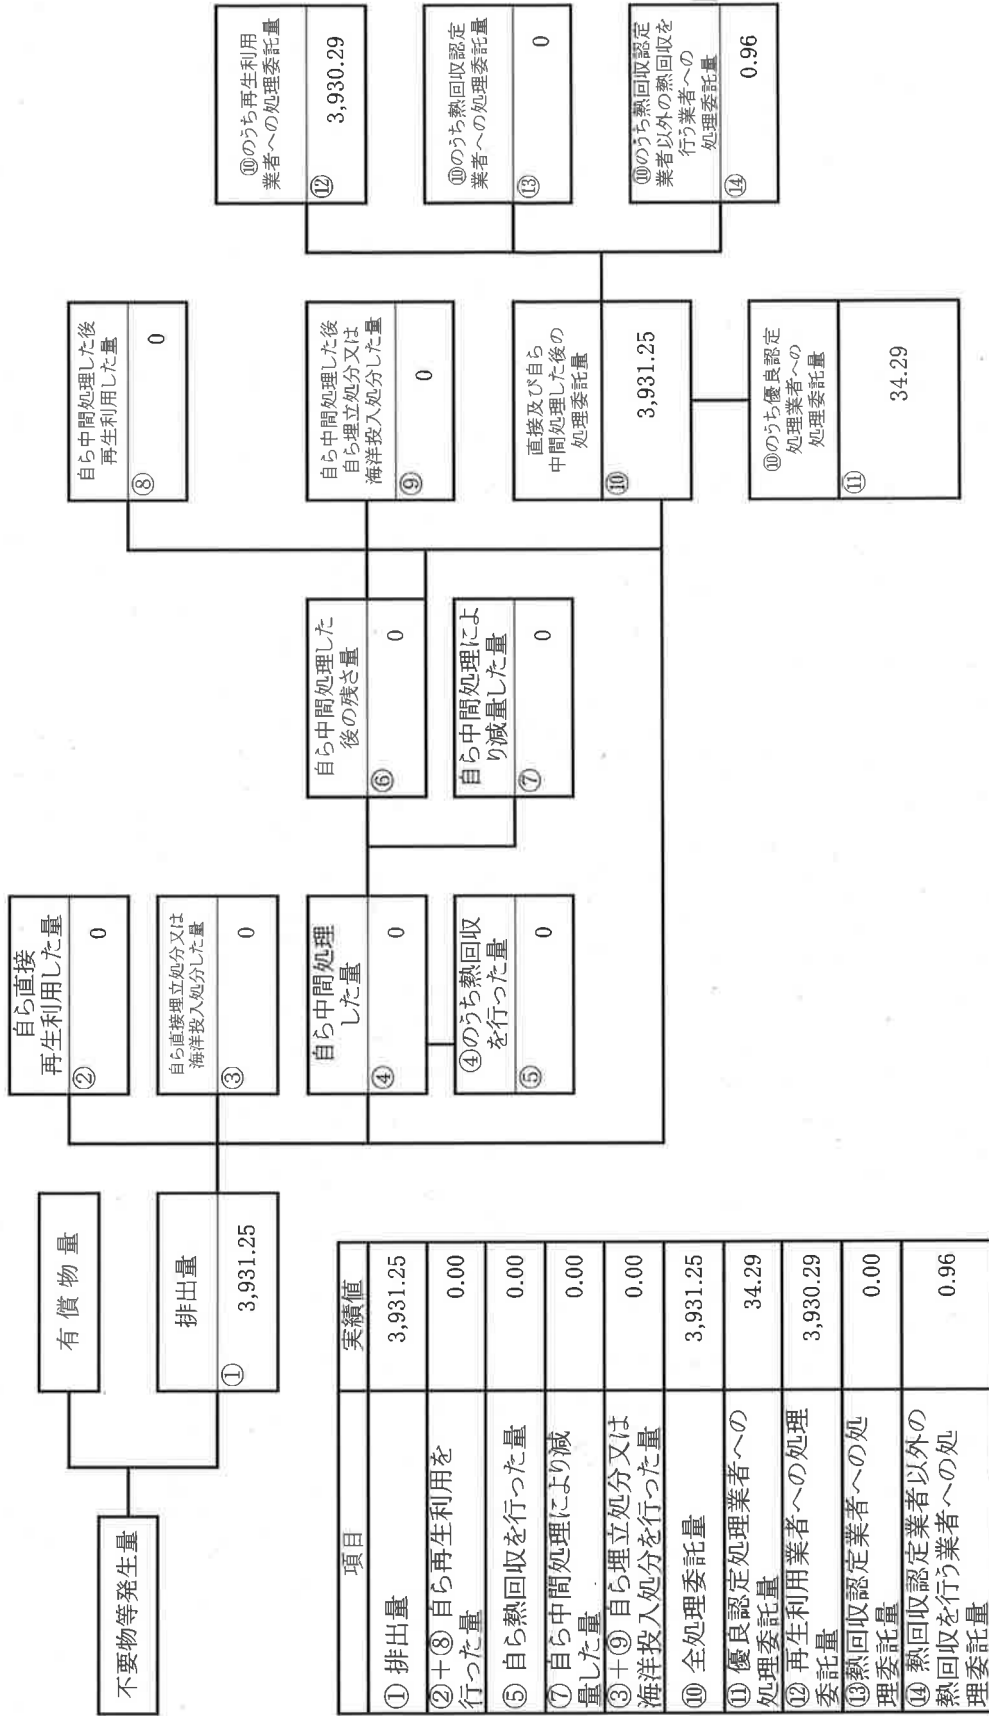 不要物等発生量
有償物量
排出量
①
3,931.25
自ら直接
再生利用した量
②
0
自ら直接埋立処分又は
海洋投入処分した量
③
0
自ら中間処理
した量
④
0
④のうち熱回収
を行った量
⑤
0
自ら中間処理した
後の残さ量
⑥
0
自ら中間処理によ
り減量した量
⑦
0
自ら中間処理した後
再生利用した量
⑧
0
自ら中間処理した後
自ら埋立処分又は
海洋投入処分した量
⑨
0
直接及び自ら
中間処理した後の
処理委託量
⑩
3,931.25
⑩のうち優良認定
処理業者への
処理委託量
⑪
34.29
⑩のうち再生利用
業者への処理委託量
⑫
3,930.29
⑩のうち熱回収認定
業者への処理委託量
⑬
0
⑩のうち熱回収認定
業者以外の熱回収を
行う業者への
処理委託量
⑭
0.96
項目 実績値
①排出量 3,931.25
②+⑧ 自ら再生利用を
行った量 0.00
⑤ 自ら熱回収を行った量 0.00
⑦ 自ら中間処理により減
量した量 0.00
③+⑨ 自ら埋立処分又は
海洋投入処分を行った量 0.00
⑩ 全処理委託量 3,931.25
⑪ 優良認定処理業者への
処理委託量 34.29
⑫ 再生利用業者への処理
委託量 3,930.29
⑬熱回収認定業者への処
理委託量 0.00
⑭ 熱回収認定業者以外の
熱回収を行う業者への処
理委託量 0.96